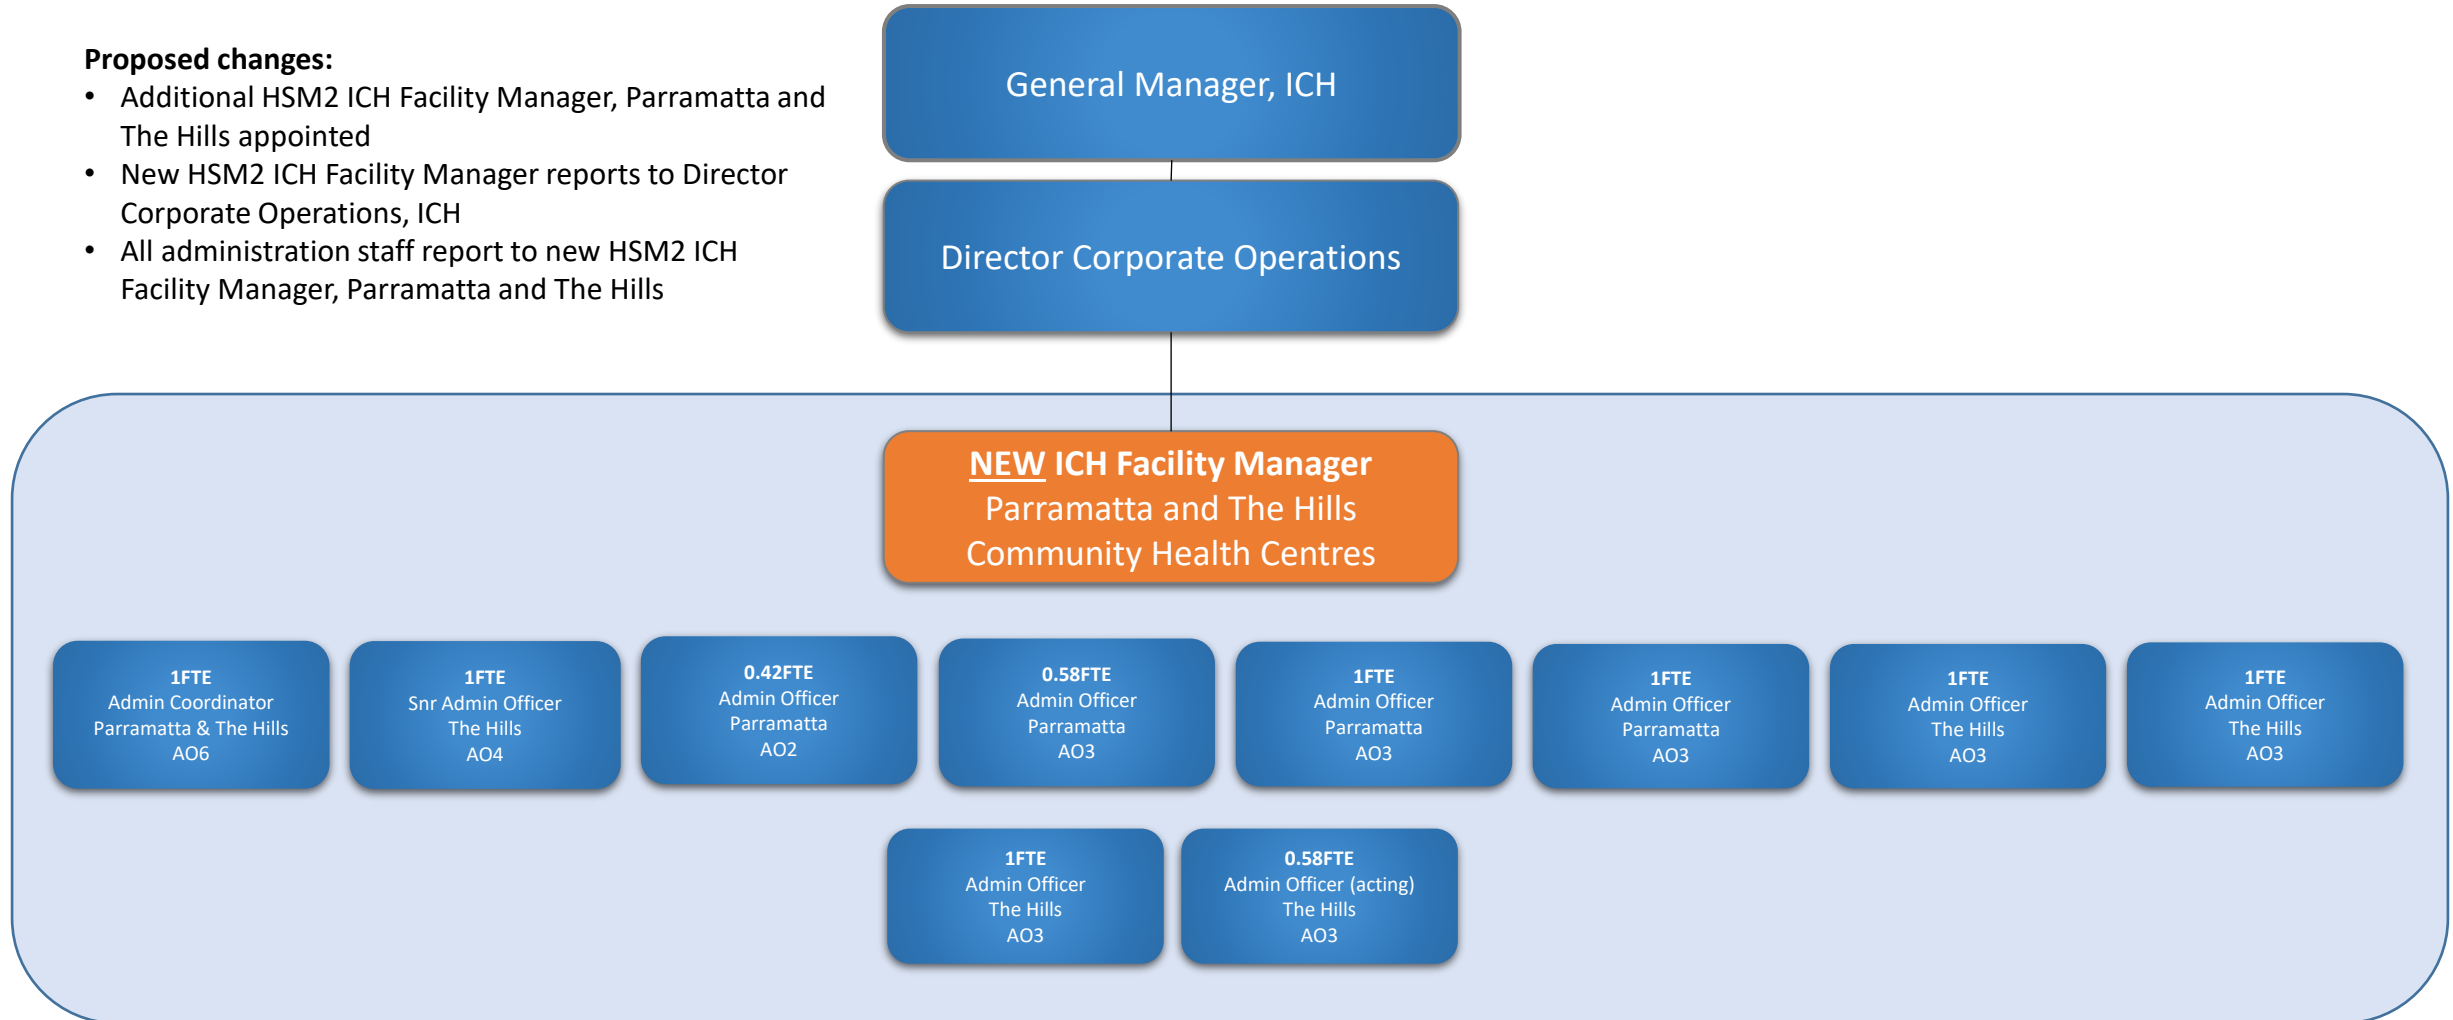 Proposed changes:
• Additional HSM2 ICH Facility Manager, Parramatta and
The Hills appointed
• New HSM2 ICH Facility Manager reports to Director
Corporate Operations, ICH
• All administration staff report to new HSM2 ICH
Facility Manager, Parramatta and The Hills
General Manager, ICH
Director Corporate Operations
NEW ICH Facility Manager
Parramatta and The Hills
Community Health Centres
1FTE
Admin Coordinator
Parramatta & The Hills
AO6
1FTE
Snr Admin Officer
The Hills
AO4
0.42FTE
Admin Officer
Parramatta
AO2
0.58FTE
Admin Officer
Parramatta
AO3
1FTE
Admin Officer
Parramatta
AO3
1FTE
Admin Officer
Parramatta
AO3
1FTE
Admin Officer
The Hills
AO3
1FTE
Admin Officer
The Hills
AO3
1FTE
Admin Officer
The Hills
AO3
0.58FTE
Admin Officer (acting)
The Hills
AO3